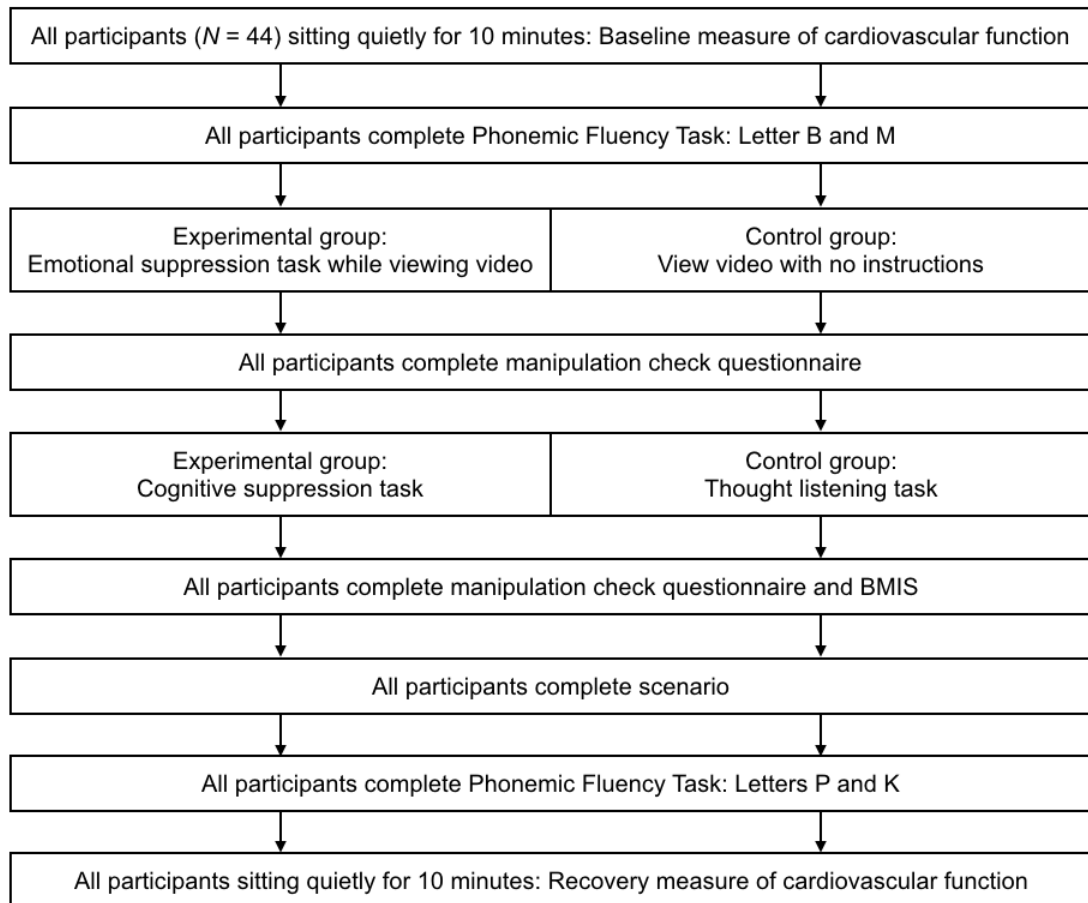 All participants (N = 44) sitting quietly for 10 minutes: Baseline measure of cardiovascular function
All participants complete Phonemic Fluency Task: Letter B and M
Experimental group:
Emotional suppression task while viewing video
Control group:
View video with no instructions
All participants complete manipulation check questionnaire
Experimental group:
Cognitive suppression task
Control group:
Thought listening task
All participants complete manipulation check questionnaire and BMIS
All participants complete scenario
All participants complete Phonemic Fluency Task: Letters P and K
All participants sitting quietly for 10 minutes: Recovery measure of cardiovascular function